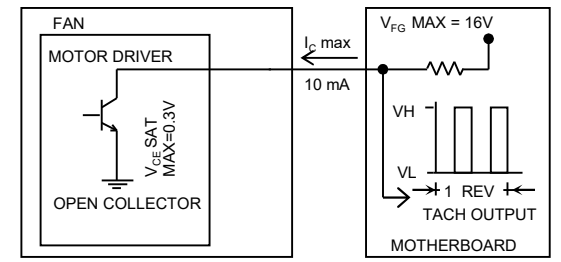 FAN
MOTOR DRIVER
VCE SAT
MAX=0.3V
OPEN COLLECTOR
IC max
10 mA
VFG MAX = 16V
VH
VL
1 REV
TACH OUTPUT
MOTHERBOARD